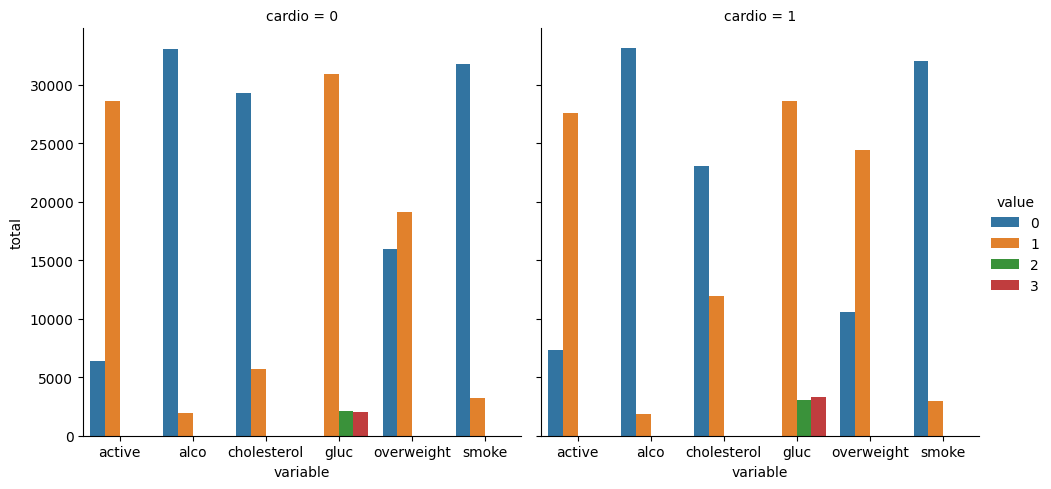 cardio = 0
cardio = 1
total
30000
25000
20000
15000
10000
5000
0
active alco cholesterol gluc overweight smoke
variable
active alco cholesterol gluc overweight smoke
variable
value
0
1
2
3